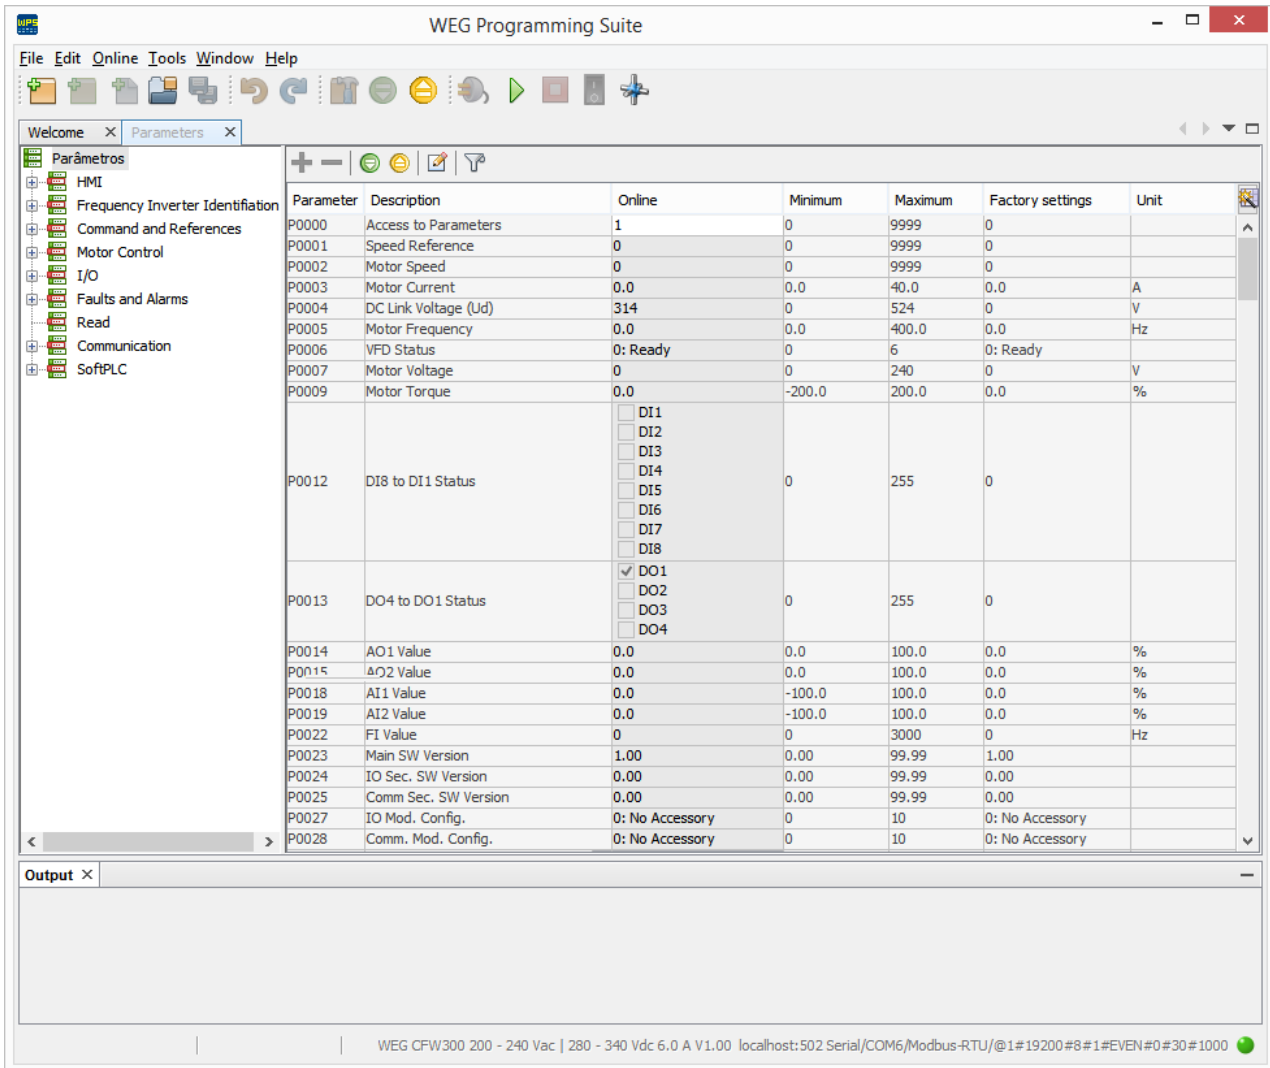 WPS
WEG Programming Suite
File Edit Online Tools Window Help
Welcome X Parameters X
Parâmetros
HMI
Frequency Inverter Identifiation
Command and References
Motor Control
I/O
Faults and Alarms
Read
Communication
SoftPLC
Parameter Description Online Minimum Maximum Factory settings Unit
P0000 Access to Parameters 1 0 9999 0
P0001 Speed Reference 0 0 9999 0
P0002 Motor Speed 0 0 9999 0
P0003 Motor Current 0.0 0.0 40.0 0.0 A
P0004 DC Link Voltage (Ud) 314 0 524 0 V
P0005 Motor Frequency 0.0 0.0 400.0 0.0 Hz
P0006 VFD Status 0: Ready 0 6 0: Ready
P0007 Motor Voltage 0 0 240 0 V
P0009 Motor Torque 0.0 -200.0 200.0 0.0 %
DI1
DI2
DI3
DI4
P0012 DI8 to DI1 Status 0 255 0
DI5
DI6
DI7
DI8
DO1
DO2
P0013 DO4 to DO1 Status 0 255 0
DO3
DO4
P0014 AO1 Value 0.0 0.0 100.0 0.0 %
P0015 AO2 Value 0.0 0.0 100.0 0.0 %
P0018 AI1 Value 0.0 -100.0 100.0 0.0 %
P0019 AI2 Value 0.0 -100.0 100.0 0.0 %
P0022 FI Value 0 0 3000 0 Hz
P0023 Main SW Version 1.00 0.00 99.99 1.00
P0024 IO Sec. SW Version 0.00 0.00 99.99 0.00
P0025 Comm Sec. SW Version 0.00 0.00 99.99 0.00
P0027 IO Mod. Config. 0: No Accessory 0 10 0: No Accessory
P0028 Comm. Mod. Config. 0: No Accessory 0 10 0: No Accessory
Output X
WEG CFW300 200 - 240 Vac | 280 - 340 Vdc 6.0 A V1.00 localhost:502 Serial/COM6/Modbus-RTU/@1#19200#8#1#EVEN#0#30#1000